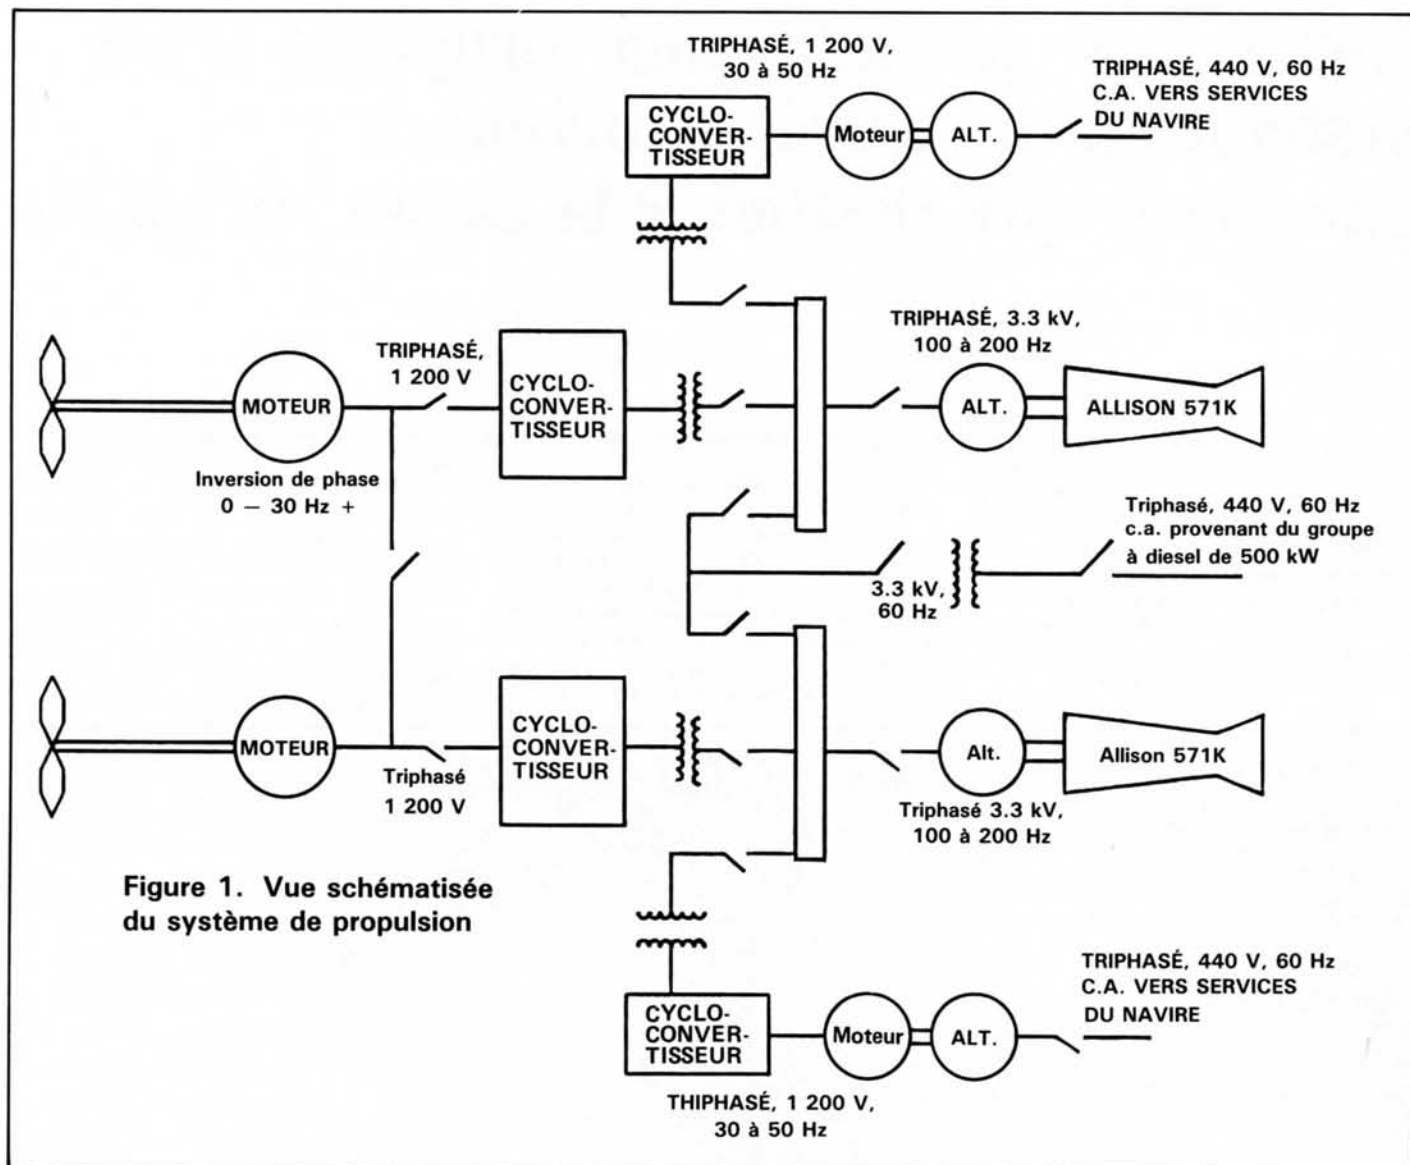 TRIPHASÉ, 1 200 V,
30 à 50 Hz
TRIPHASÉ, 440 V, 60 Hz
C.A. VERS SERVICES
DU NAVIRE
CYCLO-
CONVER-
TISSEUR
Moteur
ALT.
TRIPHASÉ, 3.3 kV,
100 à 200 Hz
TRIPHASÉ,
1 200 V
CYCLO-
CONVER-
TISSEUR
MOTEUR
ALT.
ALLISON 571K
Inversion de phase
0 — 30 Hz +
Triphasé, 440 V, 60 Hz
c.a. provenant du groupe
à diesel de 500 kW
3.3 kV,
60 Hz
MOTEUR
CYCLO-
CONVER-
TISSEUR
Alt.
Allison 571K
Triphasé
1 200 V
Triphasé 3.3 kV,
100 à 200 Hz
Figure 1. Vue schématisée
du système de propulsion
TRIPHASÉ, 440 V, 60 Hz
C.A. VERS SERVICES
DU NAVIRE
CYCLO-
CONVER-
TISSEUR
Moteur
ALT.
THIPHASÉ, 1 200 V,
30 à 50 Hz